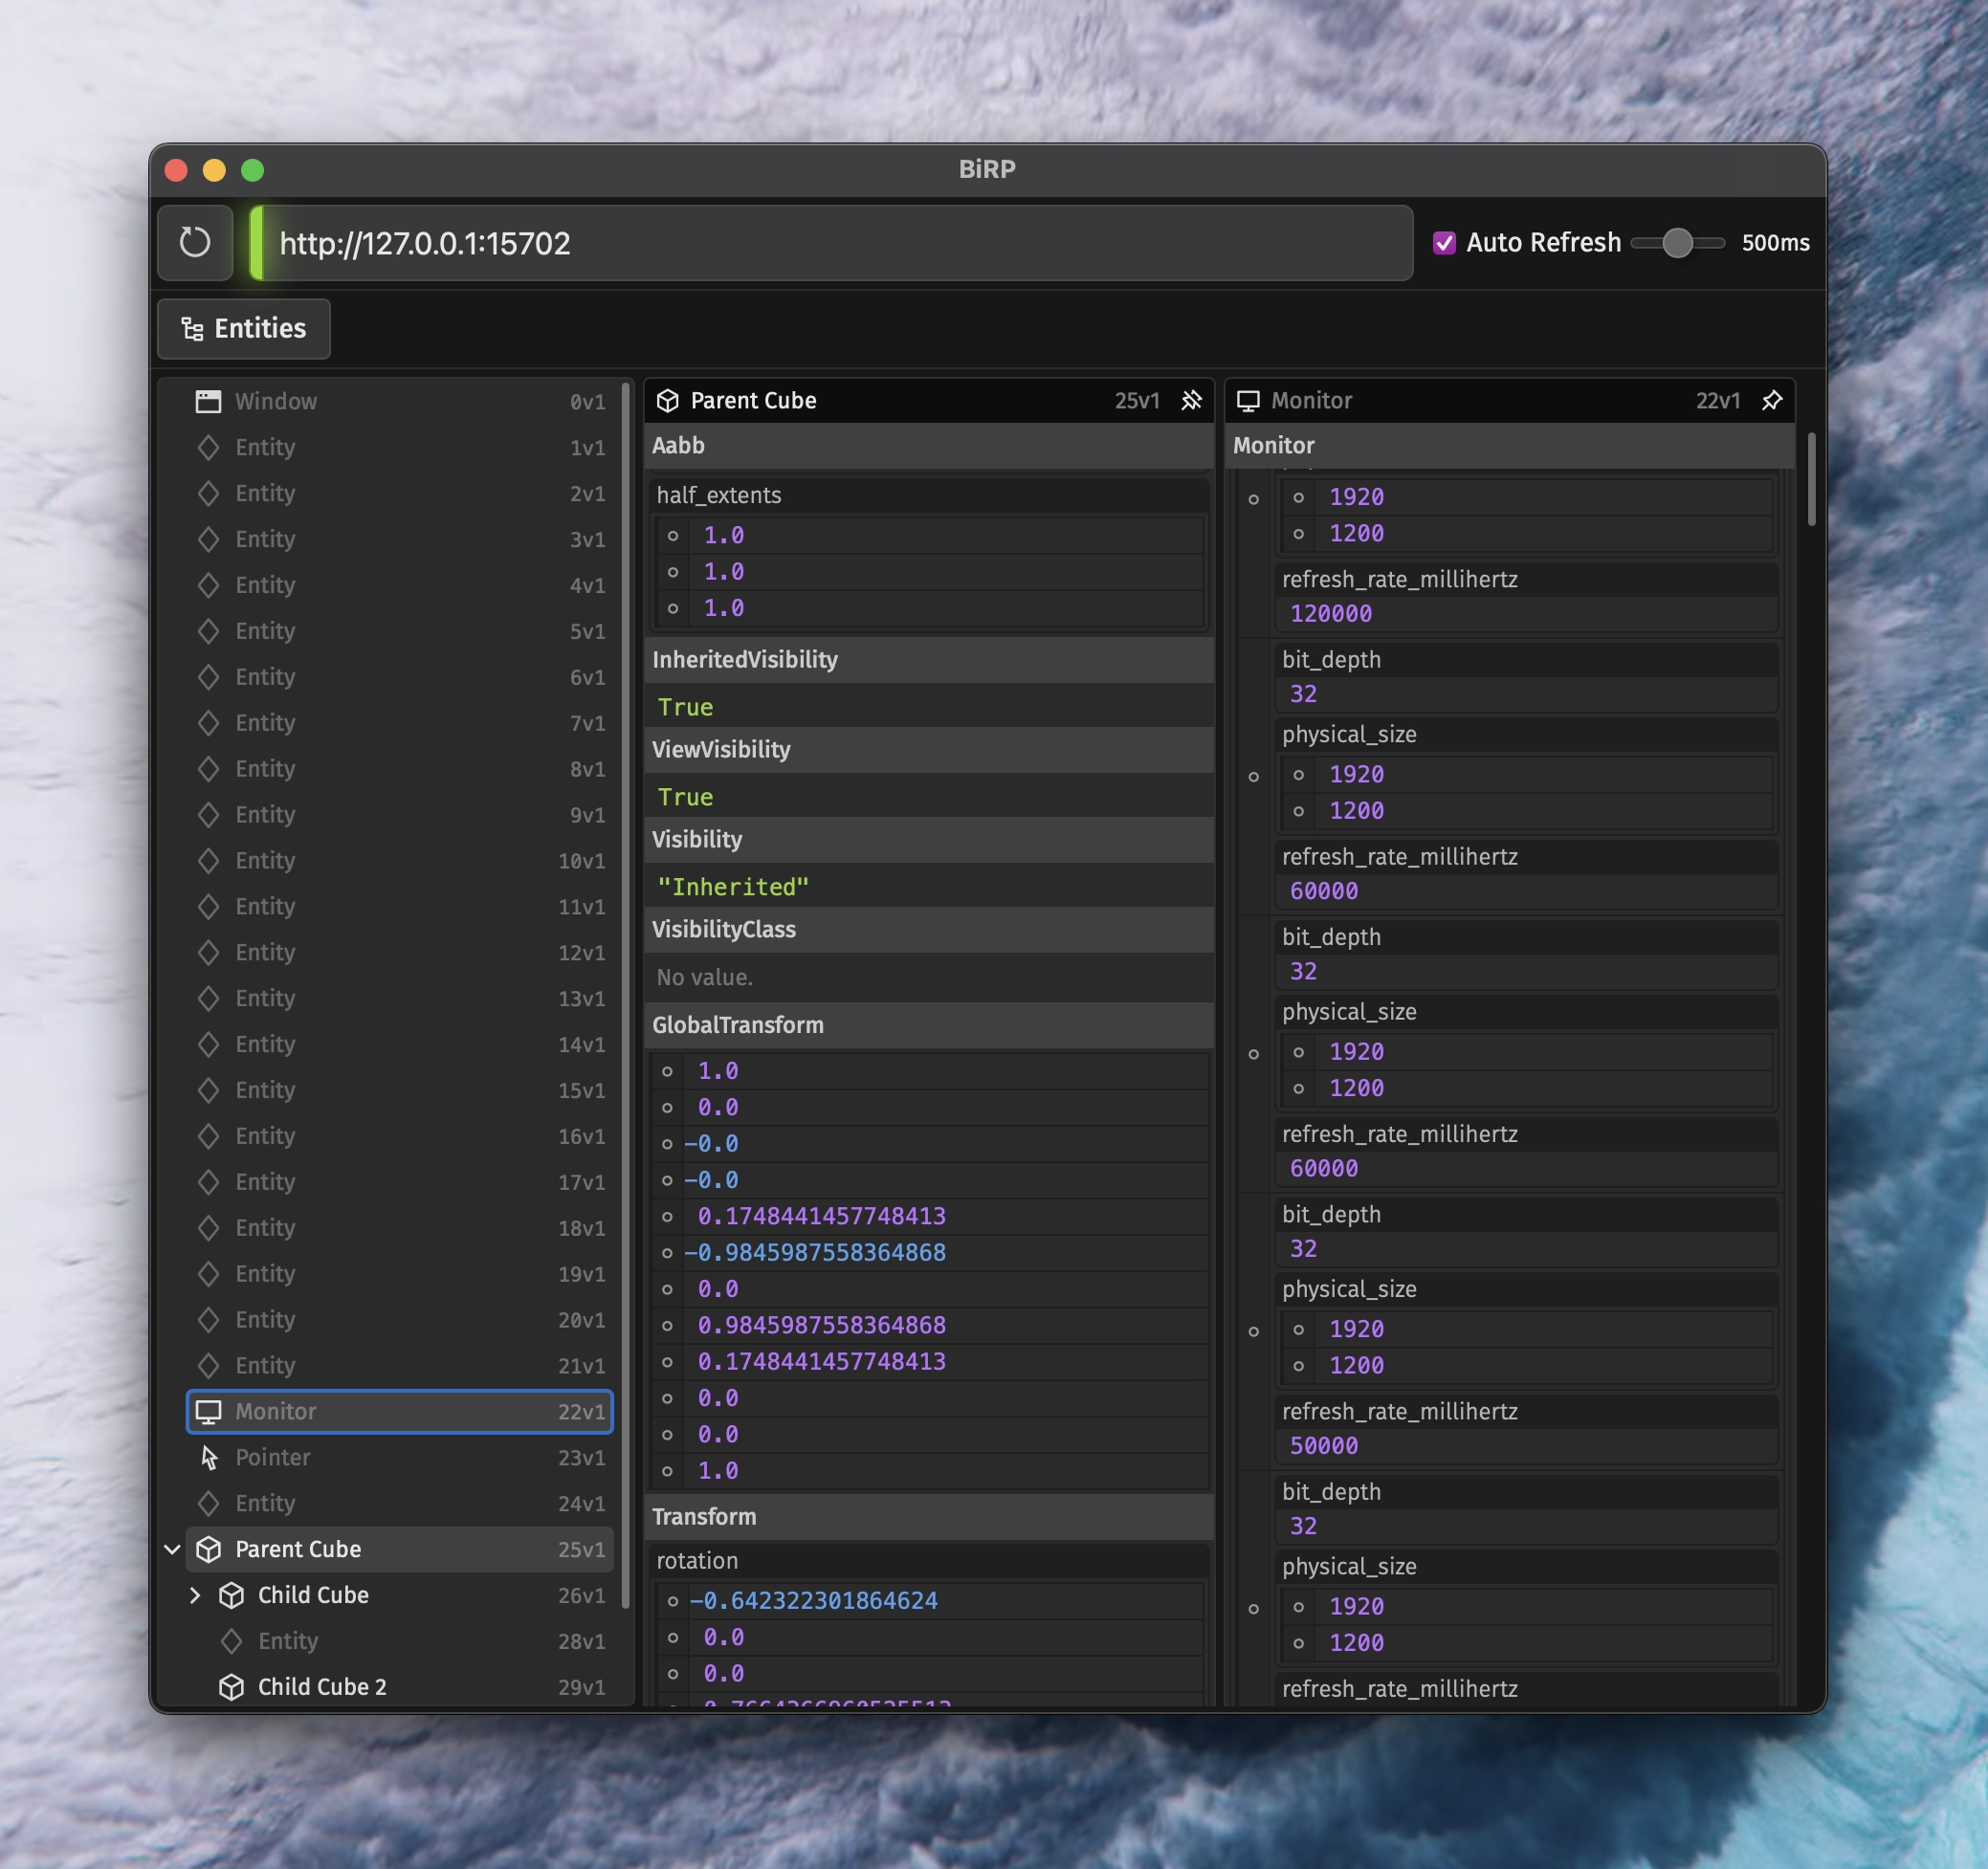 BiRP
http://127.0.0.1:15702
Auto Refresh 500ms
Entities
Window 0v1
Entity 1v1
Entity 2v1
Entity 3v1
Entity 4v1
Entity 5v1
Entity 6v1
Entity 7v1
Entity 8v1
Entity 9v1
Entity 10v1
Entity 11v1
Entity 12v1
Entity 13v1
Entity 14v1
Entity 15v1
Entity 16v1
Entity 17v1
Entity 18v1
Entity 19v1
Entity 20v1
Entity 21v1
Monitor 22v1
Pointer 23v1
Entity 24v1
Parent Cube 25v1
Child Cube 26v1
Entity 28v1
Child Cube 2 29v1
Parent Cube 25v1
Aabb
half_extents
1.0
1.0
1.0
InheritedVisibility
True
ViewVisibility
True
Visibility
"Inherited"
VisibilityClass
No value.
GlobalTransform
1.0
0.0
−0.0
−0.0
0.1748441457748413
−0.9845987558364868
0.0
0.9845987558364868
0.1748441457748413
0.0
0.0
1.0
Transform
rotation
−0.642322301864624
0.0
0.0
Monitor 22v1
Monitor
1920
1200
refresh_rate_millihertz
120000
bit_depth
32
physical_size
1920
1200
refresh_rate_millihertz
60000
bit_depth
32
physical_size
1920
1200
refresh_rate_millihertz
60000
bit_depth
32
physical_size
1920
1200
refresh_rate_millihertz
50000
bit_depth
32
physical_size
1920
1200
refresh_rate_millihertz